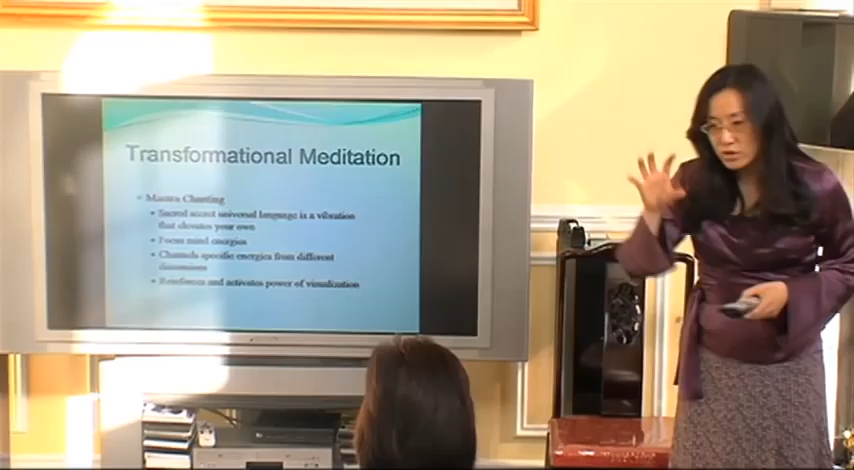 Transformational Meditation
Mantra Chanting
Sacred secret universal language is a vibration
that elevates your own
Focus mind energies
Channels specific energies from different
dimensions
Reinforces and activates power of visualization